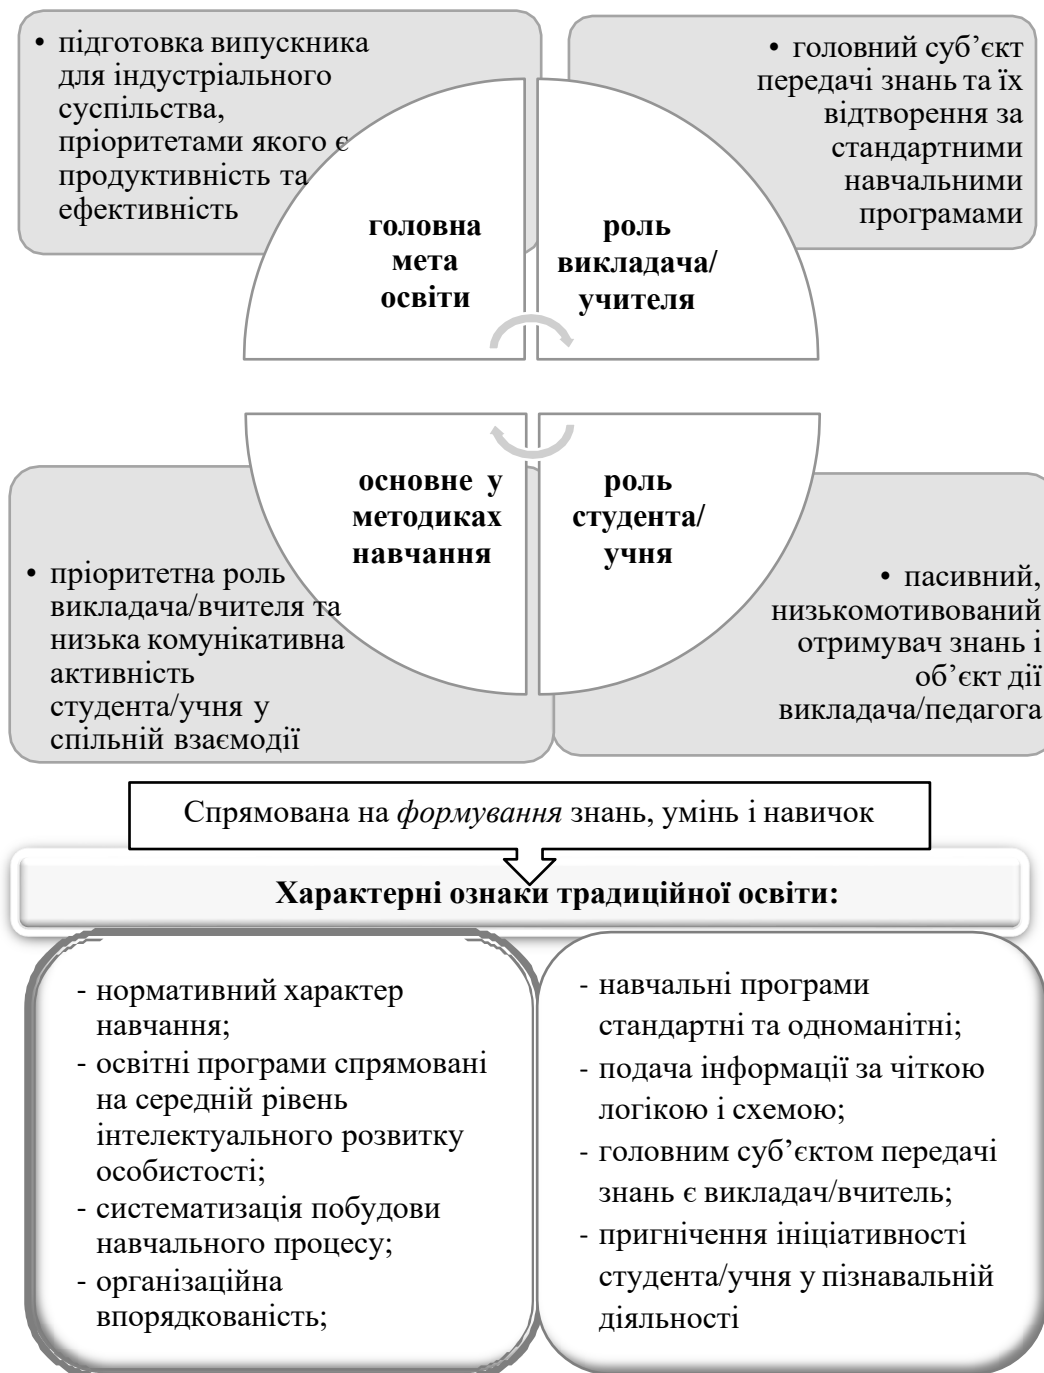 • підготовка випускника
для індустріального
суспільства,
пріоритетами якого є
продуктивність та
ефективність
• головний суб’єкт
передачі знань та їх
відтворення за
стандартними
навчальними
програмами
головна
мета
освіти
роль
викладача/
учителя
основне у
методиках
навчання
роль
студента/
учня
• пріоритетна роль
викладача/вчителя та
низька комунікативна
активність
студента/учня у
спільній взаємодії
• пасивний,
низькомотивований
отримувач знань і
об’єкт дії
викладача/педагога
Спрямована на формування знань, умінь і навичок
Характерні ознаки традиційної освіти:
- нормативний характер
навчання;
- освітні програми спрямовані
на середній рівень
інтелектуального розвитку
особистості;
- систематизація побудови
навчального процесу;
- організаційна
впорядкованість;
- навчальні програми
стандартні та одноманітні;
- подача інформації за чіткою
логікою і схемою;
- головним суб’єктом передачі
знань є викладач/вчитель;
- пригнічення ініціативності
студента/учня у пізнавальній
діяльності